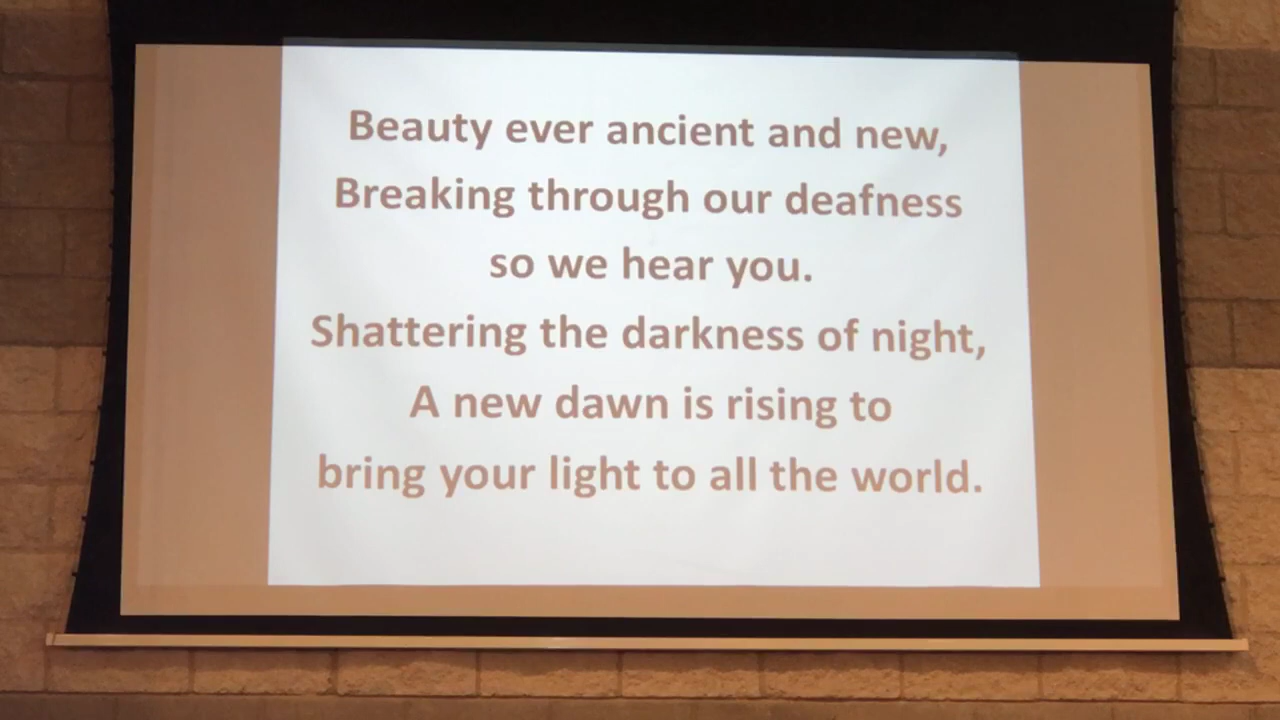 Beauty ever ancient and new,
Breaking through our deafness
so we hear you.
Shattering the darkness of night,
A new dawn is rising to
bring your light to all the world.